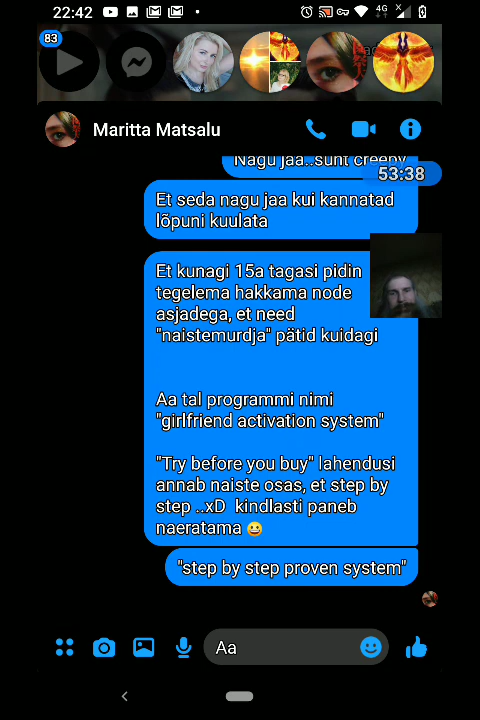 22:42
4G
83
Maritta Matsalu
Nagu jaa..sunt creepy
53:38
Et seda nagu jaa kui kannatad
lõpuni kuulata
Et kunagi 15a tagasi pidin
tegelema hakkama node
asjadega, et need
"naistemurdja" pätid kuidagi
Aa tal programmi nimi
"girlfriend activation system"
"Try before you buy" lahendusi
annab naiste osas, et step by
step ..xD kindlasti paneb
naeratama 😀
"step by step proven system"
Aa